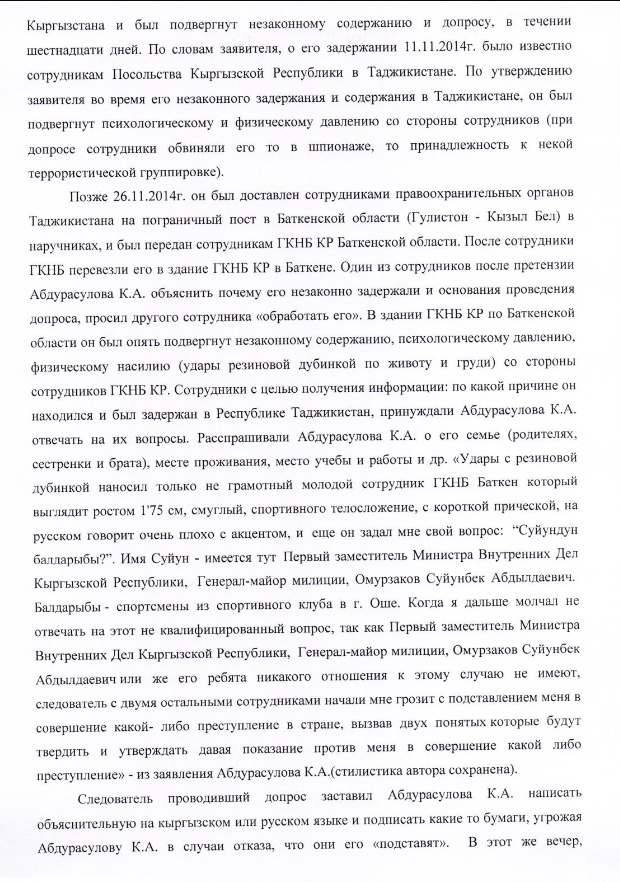 Кыргызстана и был подвергнут незаконному содержанию и допросу, в течении
шестнадцати дней. По словам заявителя, о его задержании 11.11.2014г. было известно
сотрудникам Посольства Кыргызской Республики в Таджикистане. По утверждению
заявителя во время его незаконного задержания и содержания в Таджикистане, он был
подвергнут психологическому и физическому давлению со стороны сотрудников (при
допросе сотрудники обвиняли его то в шпионаже, то принадлежность к некой
террористической группировке).
Позже 26.11.2014г. он был доставлен сотрудниками правоохранительных органов
Таджикистана на пограничный пост в Баткенской области (Гулистон - Кызыл Бел) в
наручниках, и был передан сотрудникам ГКНБ КР Баткенской области. После сотрудники
ГКНБ перевезли его в здание ГКНБ КР в Баткене. Один из сотрудников после претензии
Абдурасулова К.А. объяснить почему его незаконно задержали и основания проведения
допроса, просил другого сотрудника «обработать его». В здании ГКНБ КР по Баткенской
области он был опять подвергнут незаконному содержанию, психологическому давлению,
физическому насилию (удары резиновой дубинкой по животу и груди) со стороны
сотрудников ГКНБ КР. Сотрудники с целью получения информации: по какой причине он
находился и был задержан в Республике Таджикистан, принуждали Абдурасулова К.А.
отвечать на их вопросы. Расспрашивали Абдурасулова К.А. о его семье (родителях,
сестренки и брата), месте проживания, место учебы и работы и др. «Удары с резиновой
дубинкой наносил только не грамотный молодой сотрудник ГКНБ Баткен который
выглядит ростом 1'75 см, смуглый, спортивного телосложение, с короткой прической, на
русском говорит очень плохо с акцентом, и еще он задал мне свой вопрос: “Суйундун
балдарыбы?”. Имя Суйун - имеется тут Первый заместитель Министра Внутренних Дел
Кыргызской Республики, Генерал-майор милиции, Омурзаков Суйунбек Абдылдаевич.
Балдарыбы - спортсмены из спортивного клуба в г. Оше. Когда я дальше молчал не
отвечать на этот не квалифицированный вопрос, так как Первый заместитель Министра
Внутренних Дел Кыргызской Республики, Генерал-майор милиции, Омурзаков Суйунбек
Абдылдаевич или же его ребята никакого отношения к этому случаю не имеют,
следователь с двумя остальными сотрудниками начали мне грозит с подставлением меня в
совершение какой- либо преступление в стране, вызвав двух понятых которые будут
твердить и утверждать давая показание против меня в совершение какой либо
преступление» - из заявления Абдурасулова К.А.(стилистика автора сохранена).
Следователь проводивший допрос заставил Абдурасулова К.А. написать
объяснительную на кыргызском или русском языке и подписать какие то бумаги, угрожая
Абдурасулову К.А. в случаи отказа, что они его «подставят». В этот же вечер,